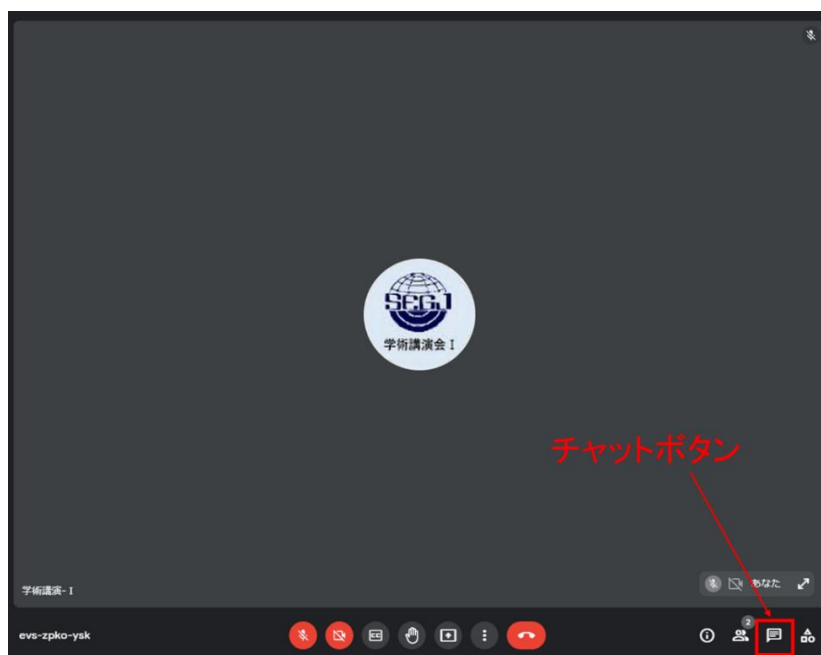 SEGJ
学術講演会 I
チャットボタン
学術講演- I
あなた
evs-zpko-ysk
CC
2